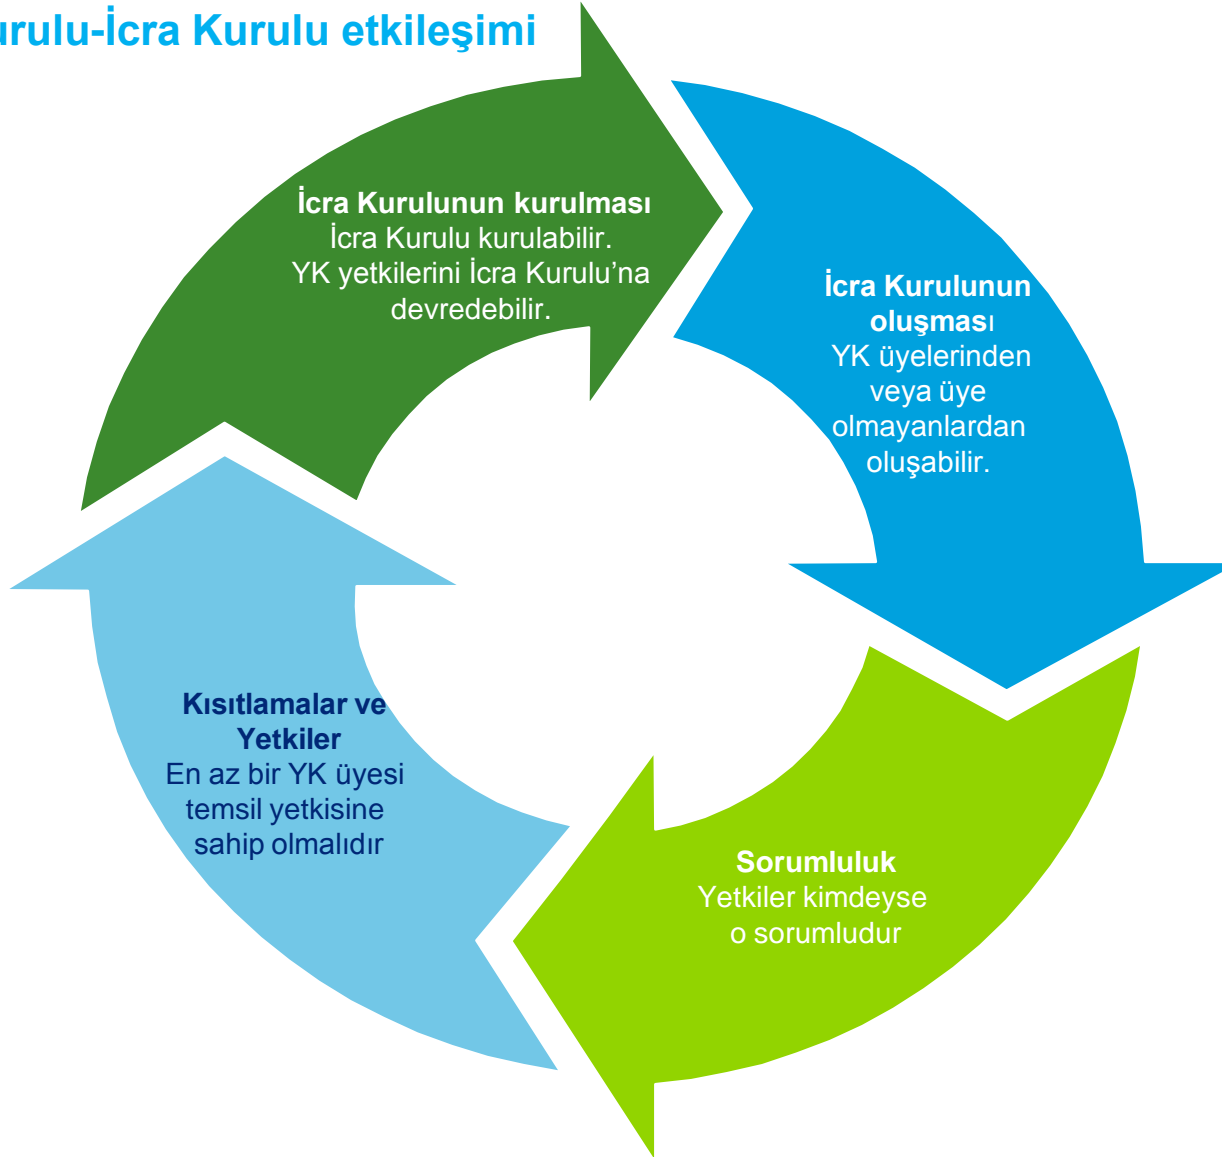 urulu-İcra Kurulu etkileşimi
İcra Kurulunun kurulması
İcra Kurulu kurulabilir.
YK yetkilerini İcra Kurulu’na
devredebilir.
İcra Kurulunun
oluşması
YK üyelerinden
veya üye
olmayanlardan
oluşabilir.
Sorumluluk
Yetkiler kimdeyse
o sorumludur
Kısıtlamalar ve
Yetkiler
En az bir YK üyesi
temsil yetkisine
sahip olmalıdır